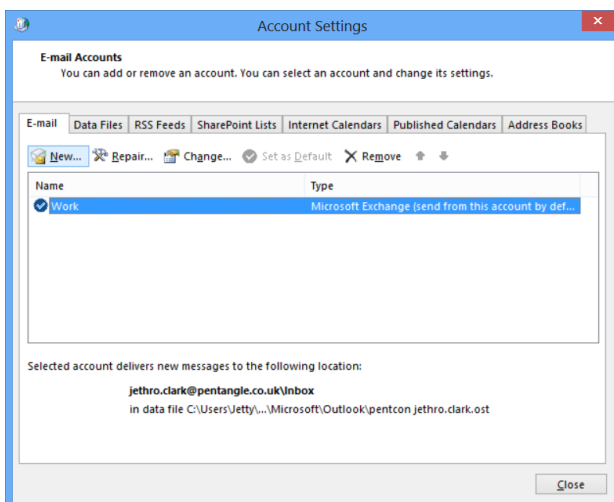 Account Settings
E-mail Accounts
You can add or remove an account. You can select an account and change its settings.
E-mail Data Files RSS Feeds SharePoint Lists Internet Calendars Published Calendars Address Books
New... Repair... Change... Set as Default Remove
Name Type
Work Microsoft Exchange (send from this account by def...
Selected account delivers new messages to the following location:
jethro.clark@pentangle.co.uk\Inbox
in data file C:\Users\Jetty\...\Microsoft\Outlook\pentcon jethro.clark.ost
Close